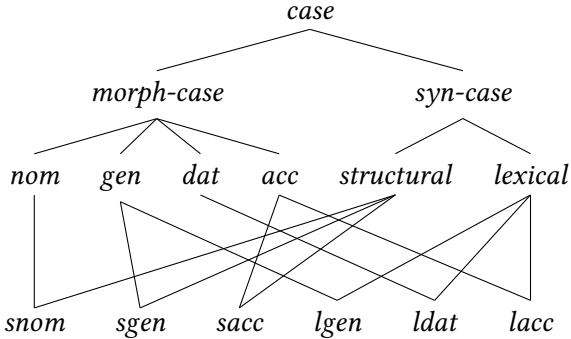 case
morph-case syn-case
nom gen dat acc structural lexical
snom sgen sacc lgen ldat lacc